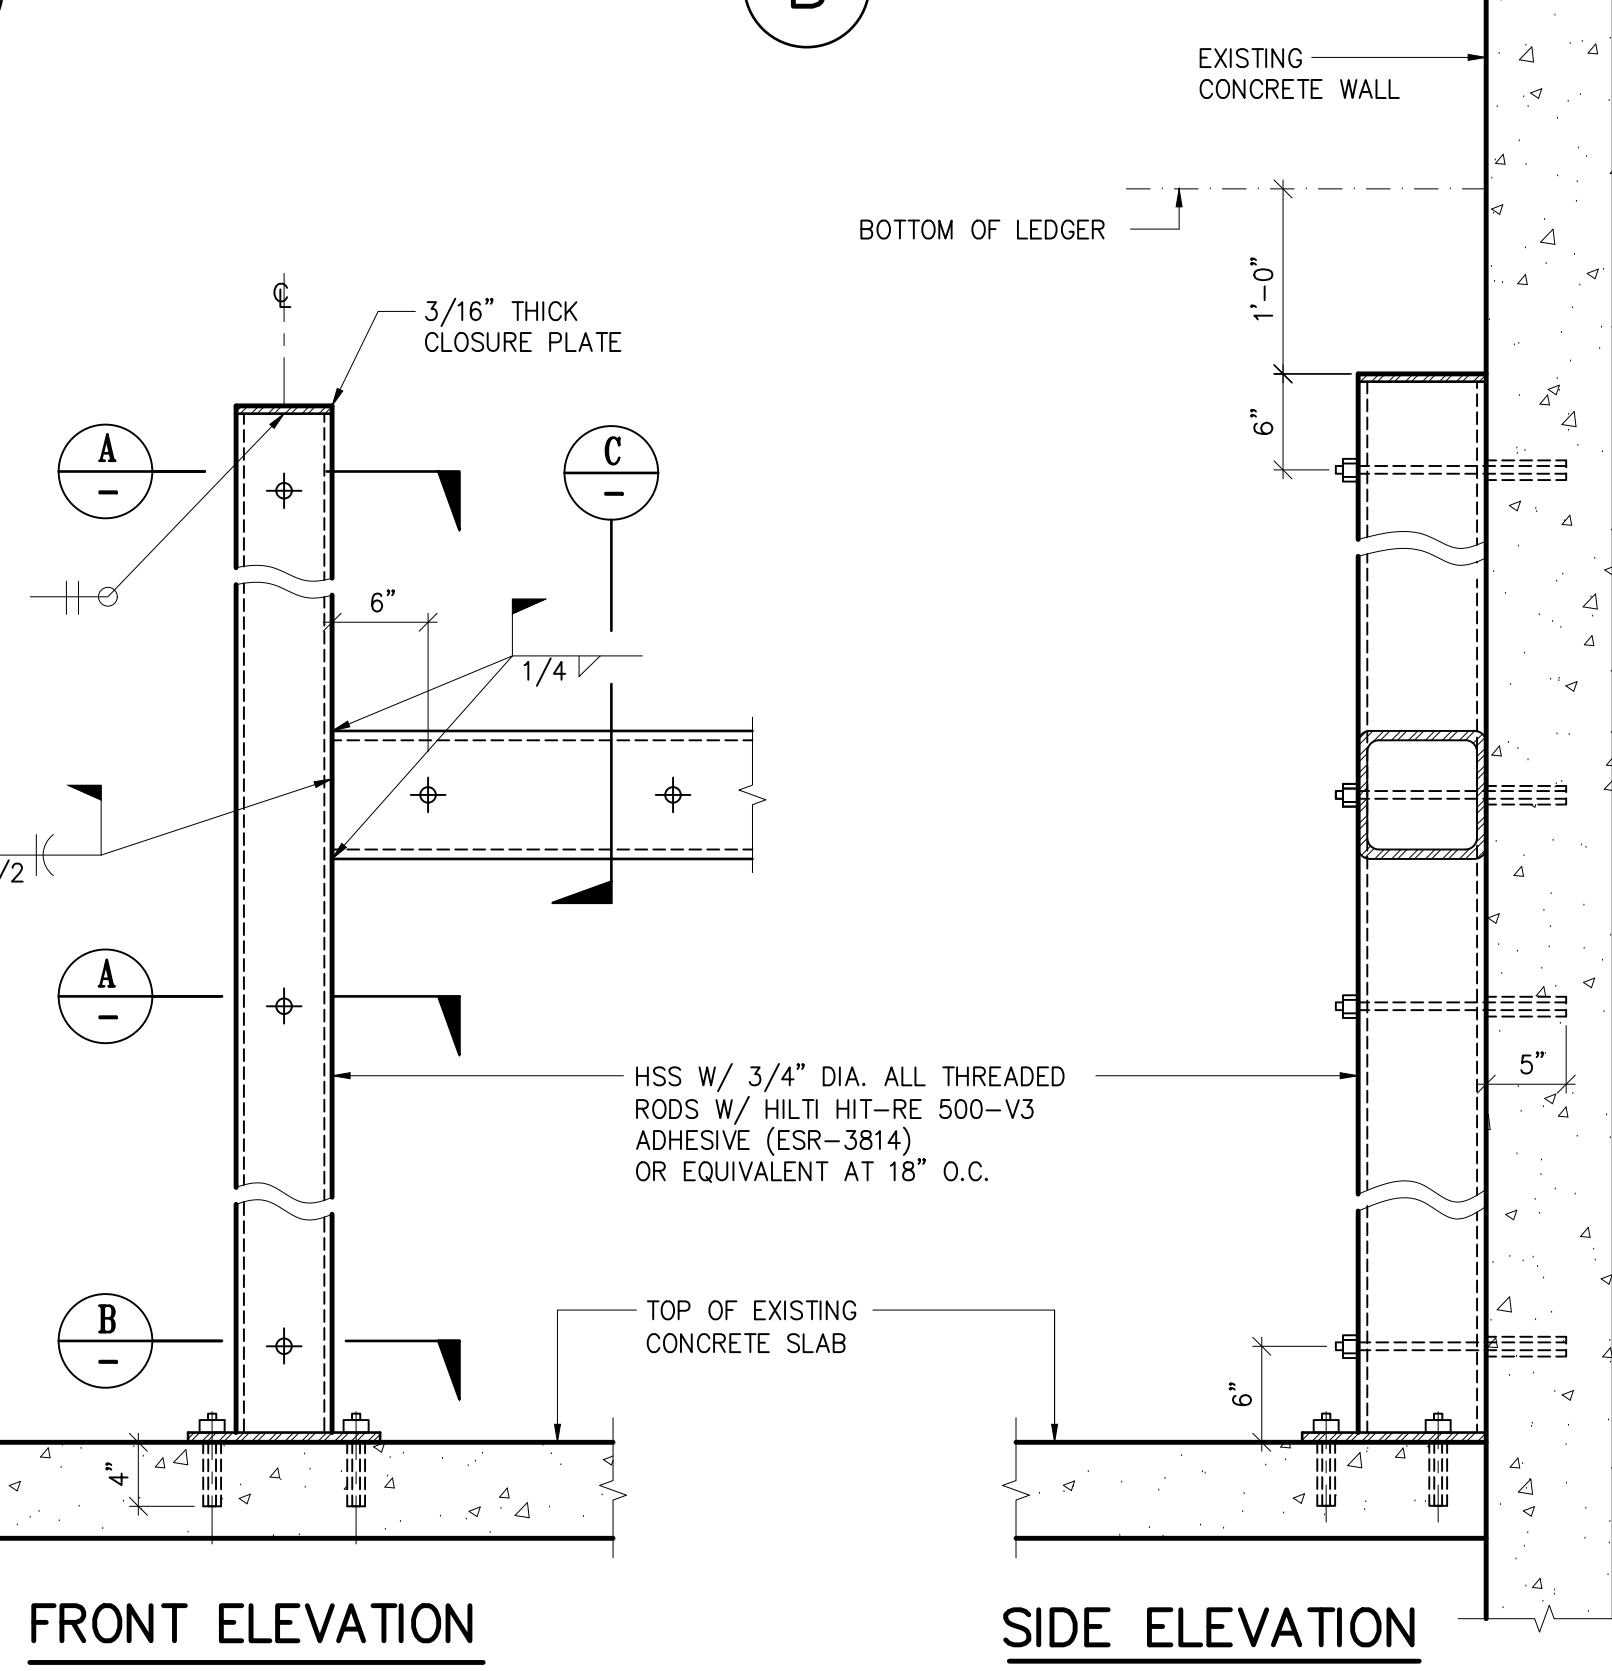 B
EXISTING
CONCRETE WALL
BOTTOM OF LEDGER
1'-0"
℄
3/16" THICK
CLOSURE PLATE
6"
A
-
C
-
6"
1/4
/2
A
-
HSS W/ 3/4" DIA. ALL THREADED
RODS W/ HILTI HIT-RE 500-V3
ADHESIVE (ESR-3814)
OR EQUIVALENT AT 18" O.C.
5"
B
-
TOP OF EXISTING
CONCRETE SLAB
6"
4"
FRONT ELEVATION
SIDE ELEVATION